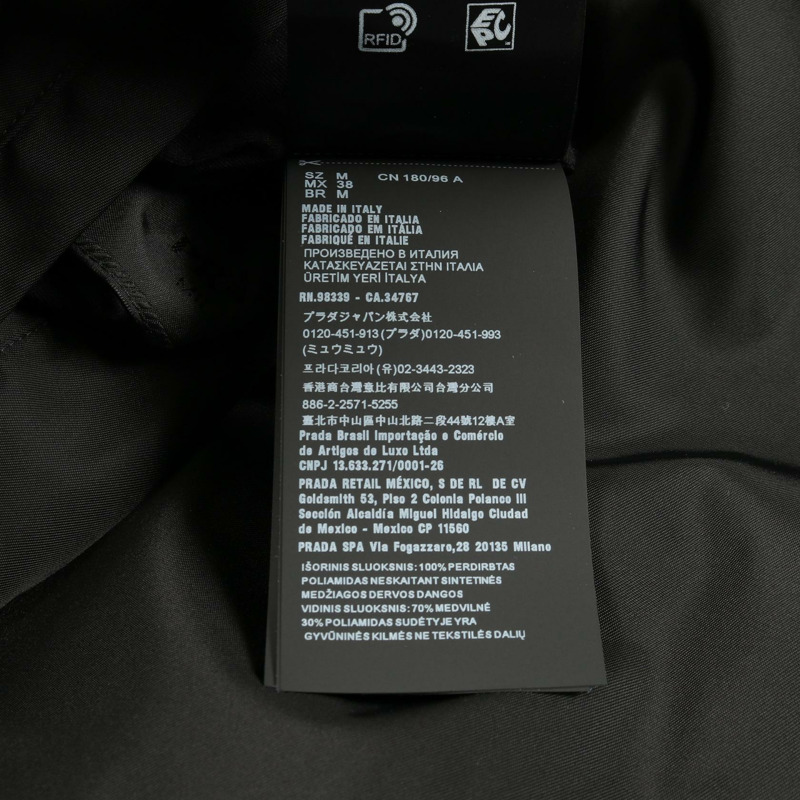 RFID
EPC
SZ M CN 180/96 A
MX 38
BR M
MADE IN ITALY
FABRICADO EN ITALIA
FABRICADO EM ITÁLIA
FABRIQUÉ EN ITALIE
ПРОИЗВЕДЕНО В ИТАЛИЯ
ΚΑΤΑΣΚΕΥΑΖΕΤΑΙ ΣΤΗΝ ΙΤΑΛΙΑ
ÜRETİM YERİ İTALYA
RN.98339 - CA.34767
プラダジャパン株式会社
0120-451-913(プラダ)0120-451-993
(ミュウミュウ)
프라다코리아(유)02-3443-2323
香港商台灣童比有限公司台灣分公司
886-2-2571-5255
臺北市中山區中山北路二段44號12樓A室
Prada Brasil Importação e Comércio
de Artigos de Luxo Ltda
CNPJ 13.633.271/0001-26
PRADA RETAIL MÉXICO, S DE RL DE CV
Goldsmith 53, Piso 2 Colonia Polanco III
Sección Alcaldía Miguel Hidalgo Ciudad
de Mexico - Mexico CP 11560
PRADA SPA Via Fogazzaro,28 20135 Milano
IŠORINIS SLUOKSNIS: 100% PERDIRBTAS
POLIAMIDAS NESKAITANT SINTETINĖS
MEDŽIAGOS DERVOS DANGOS
VIDINIS SLUOKSNIS: 70% MEDVILNĖ
30% POLIAMIDAS SUDĖTYJE YRA
GYVŪNINĖS KILMĖS NE TEKSTILĖS DALIŲ